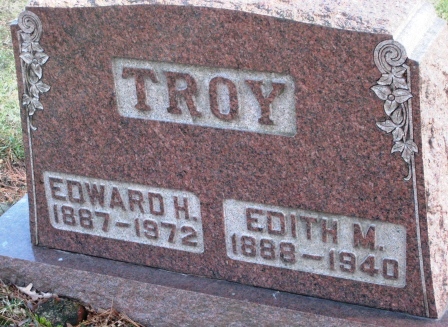 TROY
EDWARD H.
1887-1972
EDITH M.
1888-1940